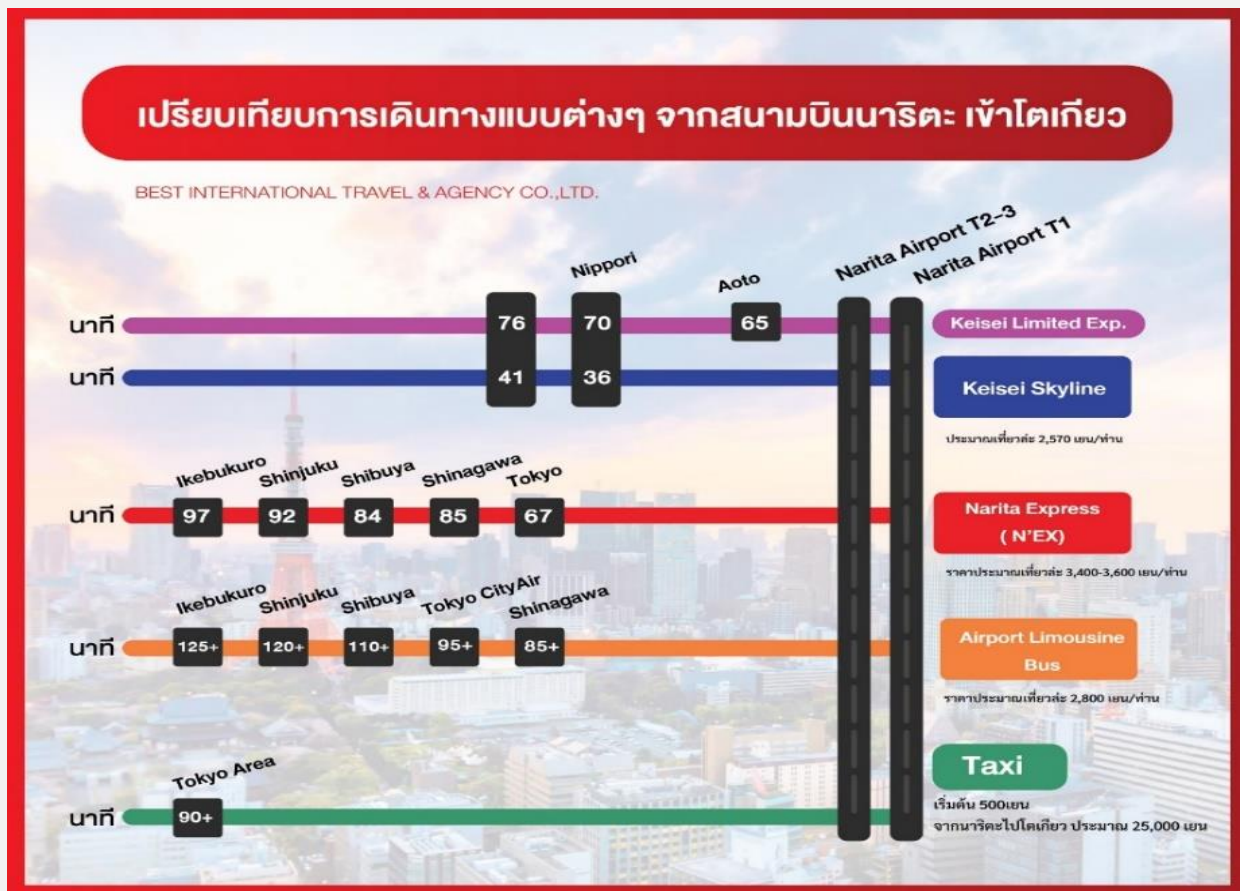 เปรียบเทียบการเดินทางแบบต่างๆ จากสนามบินนาริตะ เข้าโตเกียว
BEST INTERNATIONAL TRAVEL & AGENCY CO.,LTD.
Nippori
Aoto
Narita Airport T2-3
Narita Airport T1
นาที
76
70
65
Keisei Limited Exp.
นาที
41
36
Keisei Skyline
ประมาณเที่ยวล่ะ 2,570 เยน/ท่าน
Ikebukuro
Shinjuku
Shibuya
Shinagawa
Tokyo
นาที
97
92
84
85
67
Narita Express
( N'EX)
ราคาประมาณเที่ยวล่ะ 3,400-3,600 เยน/ท่าน
Ikebukuro
Shinjuku
Shibuya
Tokyo CityAir
Shinagawa
นาที
125+
120+
110+
95+
85+
Airport Limousine
Bus
ราคาประมาณเที่ยวล่ะ 2,800 เยน/ท่าน
Tokyo Area
นาที
90+
Taxi
เริ่มต้น 500เยน
จากนาริตะไปโตเกียว ประมาณ 25,000 เยน